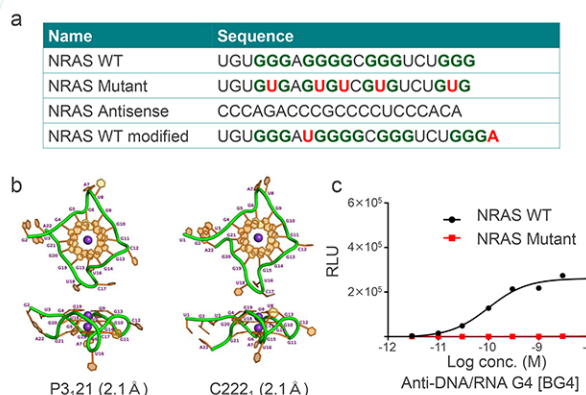 a
Name Sequence
NRAS WT UGUGGGAGGGGCGGGUCUGGG
NRAS Mutant UGUGUGAGUGUCGUGUCUGUG
NRAS Antisense CCCAGACCCGCCCCUCCCACA
NRAS WT modified UGUGGGAUGGGGCGGGUCUGGGA
b
P3₁21 (2.1 Å)
C222₁ (2.1 Å)
c
6×10⁵
4×10⁵
2×10⁵
RLU
NRAS WT
NRAS Mutant
-12 -11 -10 -9
Log conc. (M)
Anti-DNA/RNA G4 [BG4]